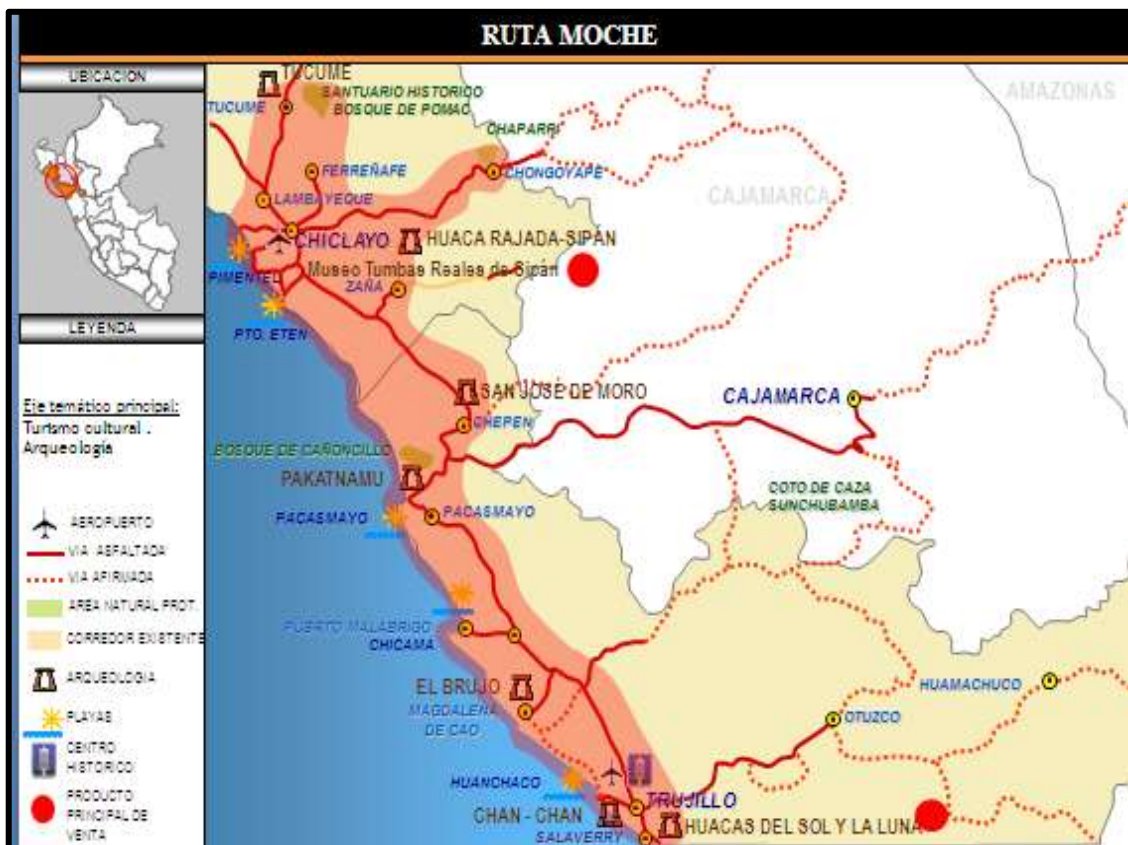 RUTA MOCHE
UBICACION
LEYENDA
Eje temático principal:
Turismo cultural .
Arqueología
AEROPUERTO
VIA ASFALTADA
VIA AFIRMADA
AREA NATURAL PROT.
CORREDOR EXISTENTE
ARQUEOLOGIA
PLAYAS
CENTRO
HISTORICO
PRODUCTO
PRINCIPAL DE
VENTA
TUCUME
TUCUME
SANTUARIO HISTORICO
BOSQUE DE POMAC
CHAPARRI
AMAZONAS
FERREÑAFE
CHONGOYAPE
LAMBAYEQUE
CAJAMARCA
CHICLAYO
HUACA RAJADA-SIPÁN
Museo Tumbas Reales de Sipán
PIMENTEL
ZAÑA
PTO. ETEN
SAN JOSÉ DE MORO
CAJAMARCA
CHEPEN
BOSQUE DE CAÑONCILLO
PAKATNAMU
COTO DE CAZA
SUNCHUBAMBA
PACASMAYO
PACASMAYO
PUERTO MALABRIGO
CHICAMA
EL BRUJO
MAGDALENA
DE CAO
HUAMACHUCO
OTUZCO
HUANCHACO
TRUJILLO
CHAN - CHAN
SALAVERRY
HUACAS DEL SOL Y LA LUNA